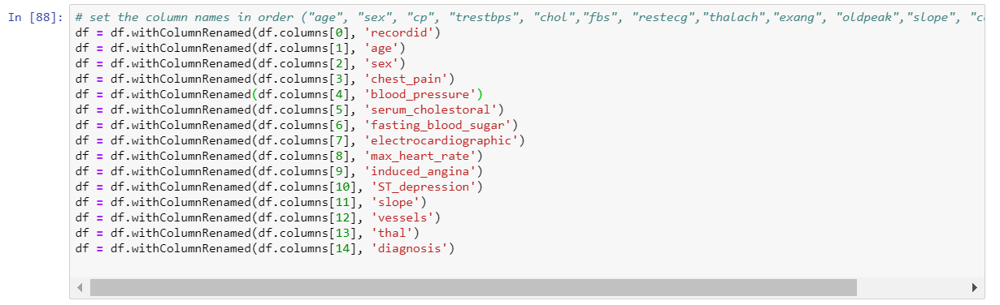 In [88]:
# set the column names in order ("age", "sex", "cp", "trestbps", "chol","fbs", "restecg","thalach","exang", "oldpeak","slope",
df = df.withColumnRenamed(df.columns[0], 'recordid')
df = df.withColumnRenamed(df.columns[1], 'age')
df = df.withColumnRenamed(df.columns[2], 'sex')
df = df.withColumnRenamed(df.columns[3], 'chest_pain')
df = df.withColumnRenamed(df.columns[4], 'blood_pressure')
df = df.withColumnRenamed(df.columns[5], 'serum_cholestoral')
df = df.withColumnRenamed(df.columns[6], 'fasting_blood_sugar')
df = df.withColumnRenamed(df.columns[7], 'electrocardiographic')
df = df.withColumnRenamed(df.columns[8], 'max_heart_rate')
df = df.withColumnRenamed(df.columns[9], 'induced_angina')
df = df.withColumnRenamed(df.columns[10], 'ST_depression')
df = df.withColumnRenamed(df.columns[11], 'slope')
df = df.withColumnRenamed(df.columns[12], 'vessels')
df = df.withColumnRenamed(df.columns[13], 'thal')
df = df.withColumnRenamed(df.columns[14], 'diagnosis')